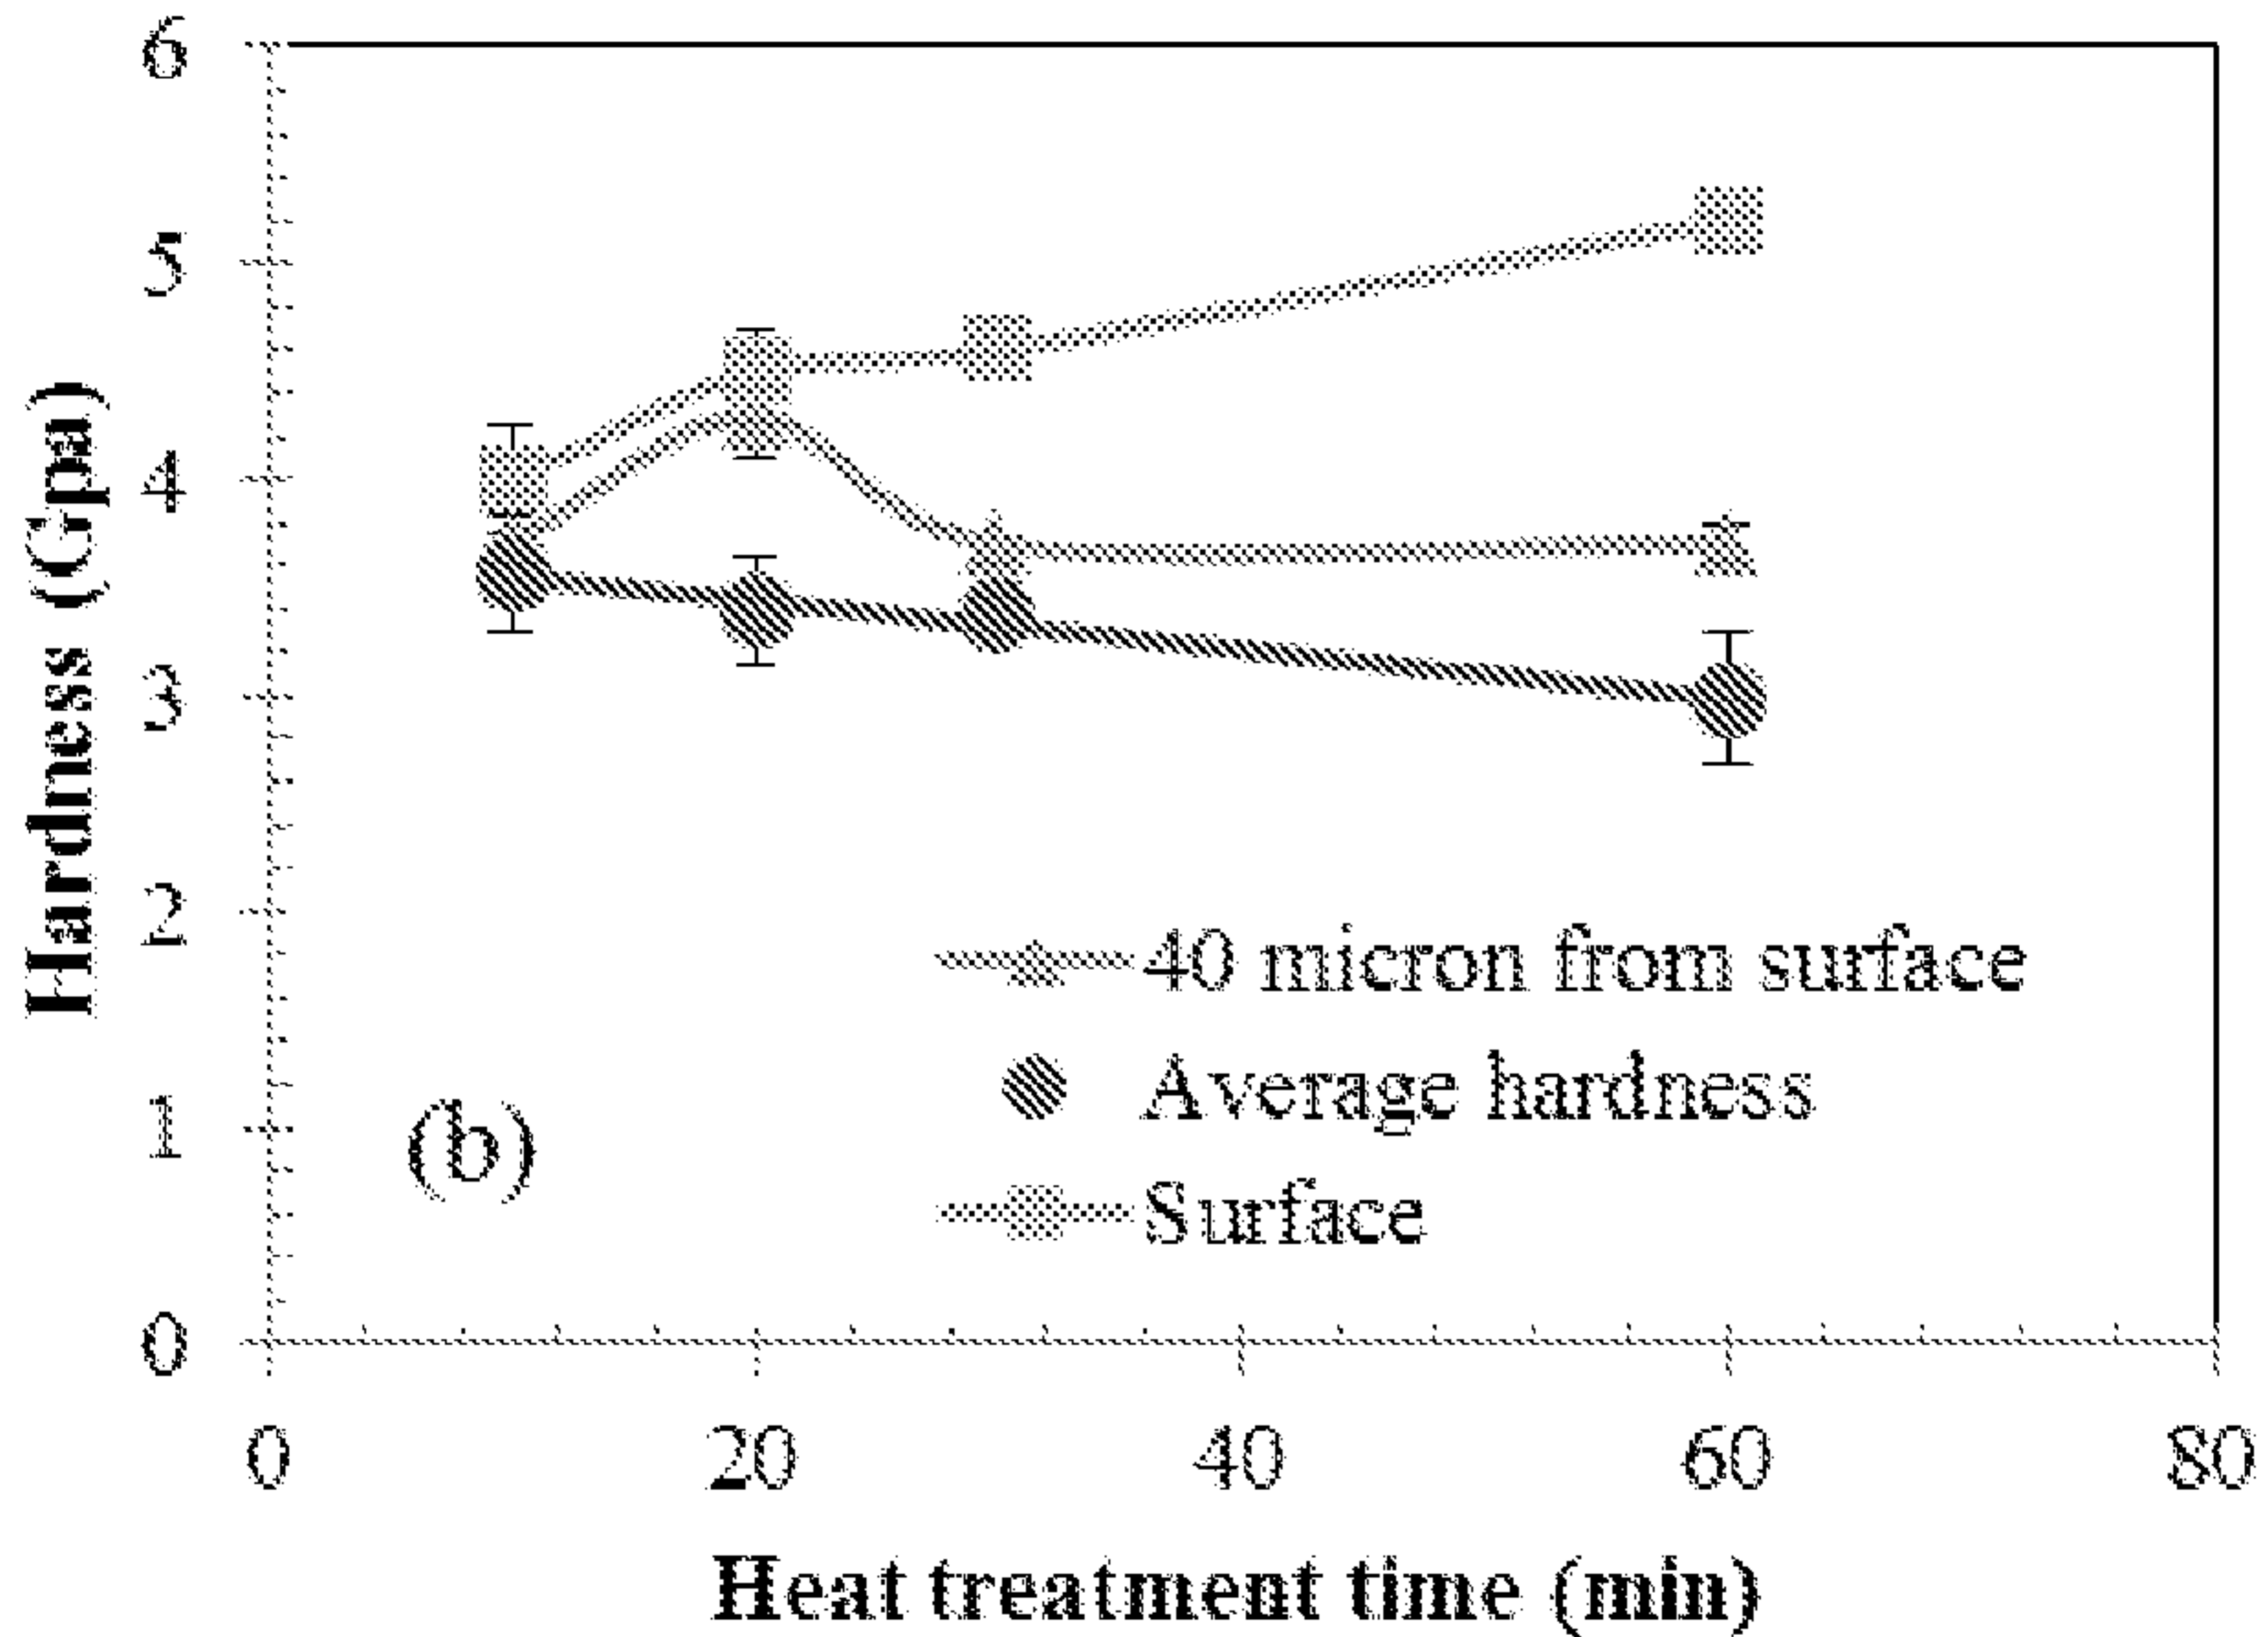 6
5
4
3
2
1
0
Hardness (Gpa)
40 micron from surface
Average hardness
Surface
(b)
0 20 40 60 80
Heat treatment time (min)